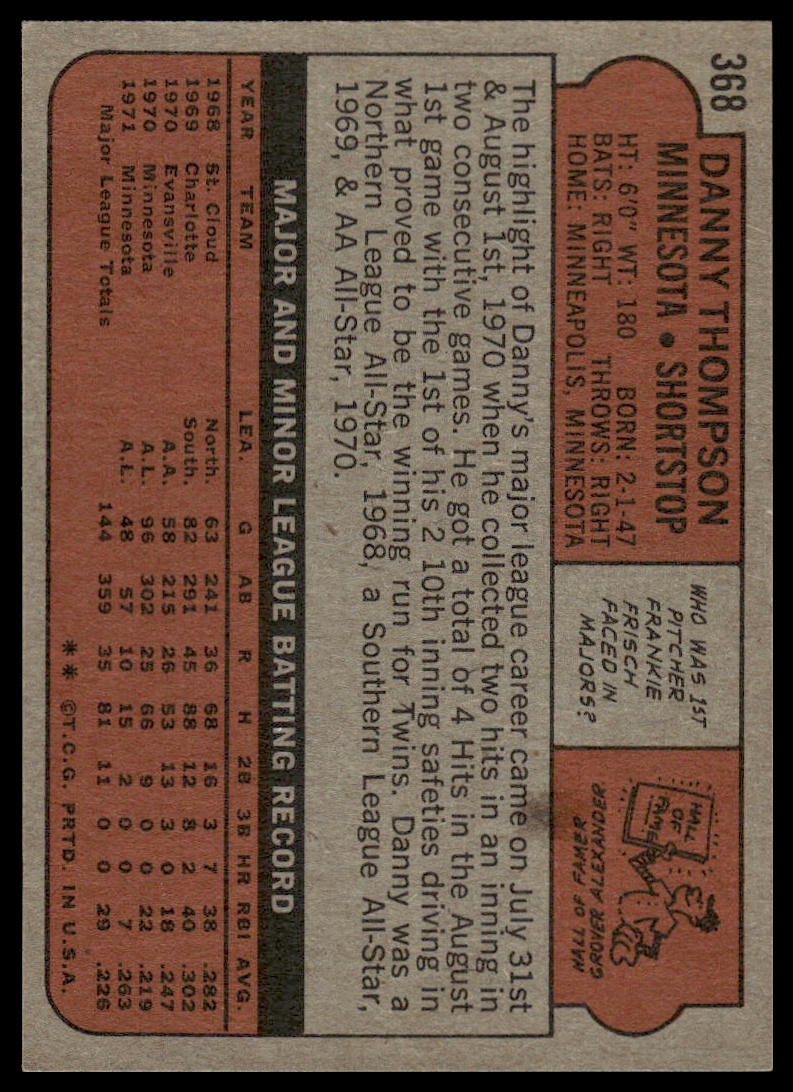 368
DANNY THOMPSON
MINNESOTA • SHORTSTOP
HT: 6'0" WT: 180 BORN: 2-1-47
BATS: RIGHT THROWS: RIGHT
HOME: MINNEAPOLIS, MINNESOTA
WHO WAS 1ST
PITCHER
FRANKIE
FRISCH
FACED IN
MAJORS?
HALL
OF
FAME
HALL OF FAMER
GROVER ALEXANDER
The highlight of Danny's major league career came on July 31st
& August 1st, 1970 when he collected two hits in an inning in
two consecutive games. He got a total of 4 Hits in the August
1st game with the 1st of his 2 10th inning safeties driving in
what proved to be the winning run for Twins. Danny was a
Northern League All-Star, 1968, a Southern League All-Star,
1969, & AA All-Star, 1970.
MAJOR AND MINOR LEAGUE BATTING RECORD
YEAR TEAM LEA. G AB R H 2B 3B HR RBI AVG.
1968 St. Cloud North. 63 241 36 68 16 3 7 38 .282
1969 Charlotte South. 82 291 45 88 12 8 2 40 .302
1970 Evansville A.A. 58 215 26 53 13 3 0 18 .247
1970 Minnesota A.L. 96 302 25 66 9 0 0 22 .219
1971 Minnesota A.L. 48 57 10 15 2 0 0 7 .263
Major League Totals 144 359 35 81 11 0 0 29 .226
** ©T.C.G. PRTD. IN U.S.A.